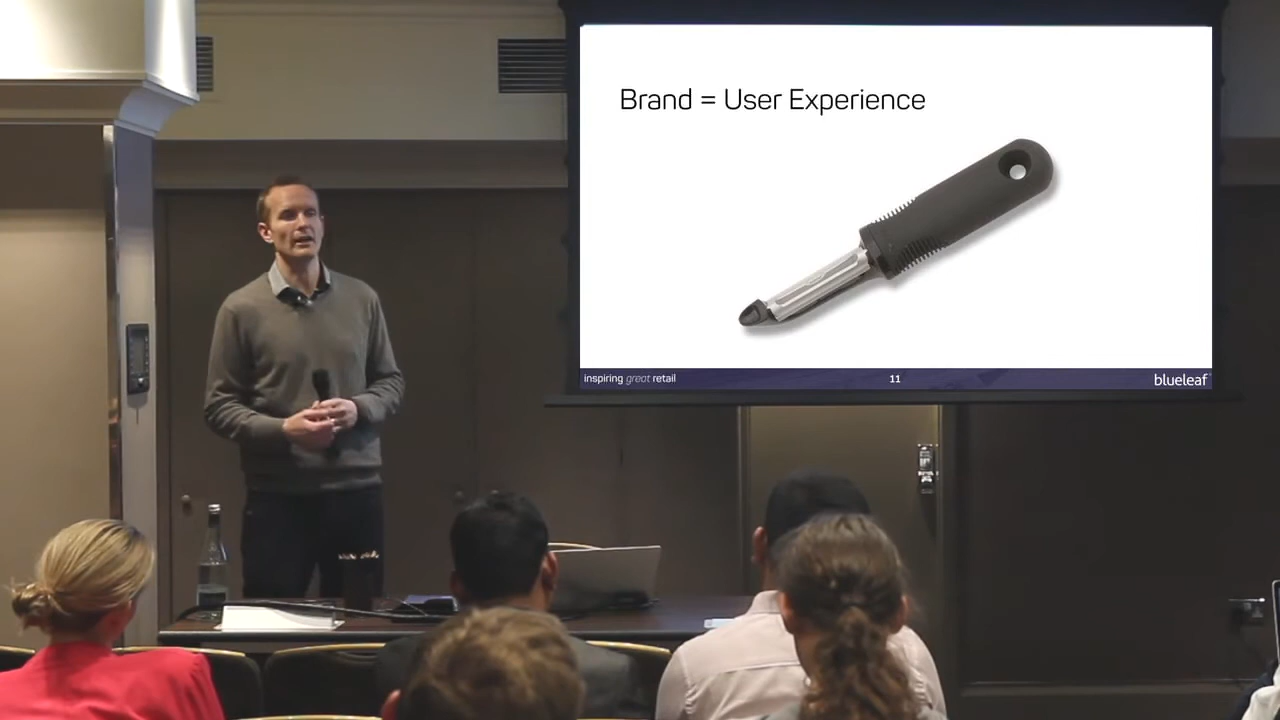 Brand = User Experience
inspiring great retail
11
blueleaf